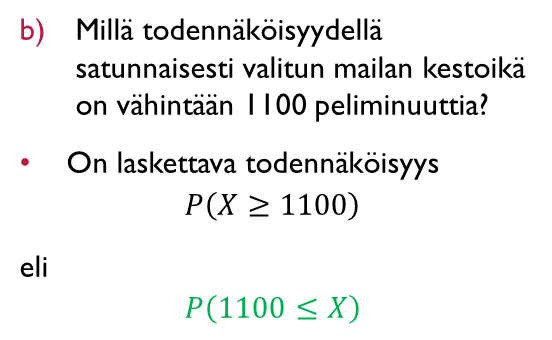 b) Millä todennäköisyydellä
satunnaisesti valitun mailan kestoikä
on vähintään 1100 peliminuuttia?
• On laskettava todennäköisyys
P(X ≥ 1100)
eli
P(1100 ≤ X)